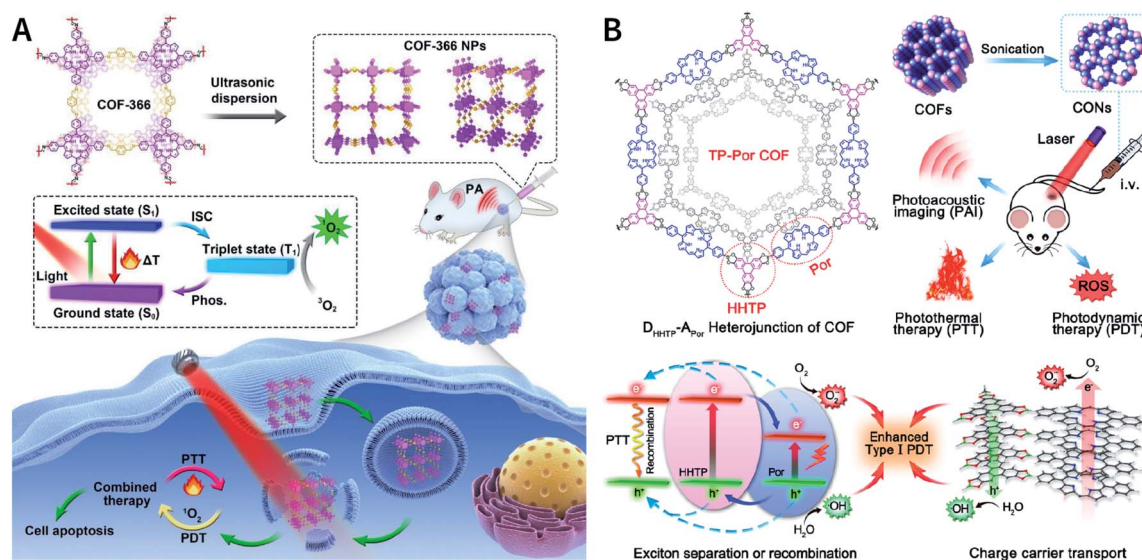 A
COF-366
Ultrasonic
dispersion
COF-366 NPs
PA
Excited state (S₁)
ISC
Triplet state (T₁)
¹O₂
Light
ΔT
Phos.
³O₂
Ground state (S₀)
PTT
Combined
therapy
¹O₂
PDT
Cell apoptosis
B
TP-Por COF
Por
HHTP
D_HHTP-A_Por Heterojunction of COF
Sonication
COFs
CONs
Laser
i.v.
Photoacoustic
imaging (PAI)
ROS
Photothermal
therapy (PTT)
Photodynamic
therapy (PDT)
e⁻
e⁻
e⁻
PTT
Recombination
HHTP
Por
h⁺
h⁺
h⁺
O₂
O₂⁻
H₂O
OH
Exciton separation or recombination
Enhanced
Type I PDT
O₂⁻
O₂
e⁻
h⁺
OH
H₂O
Charge carrier transport